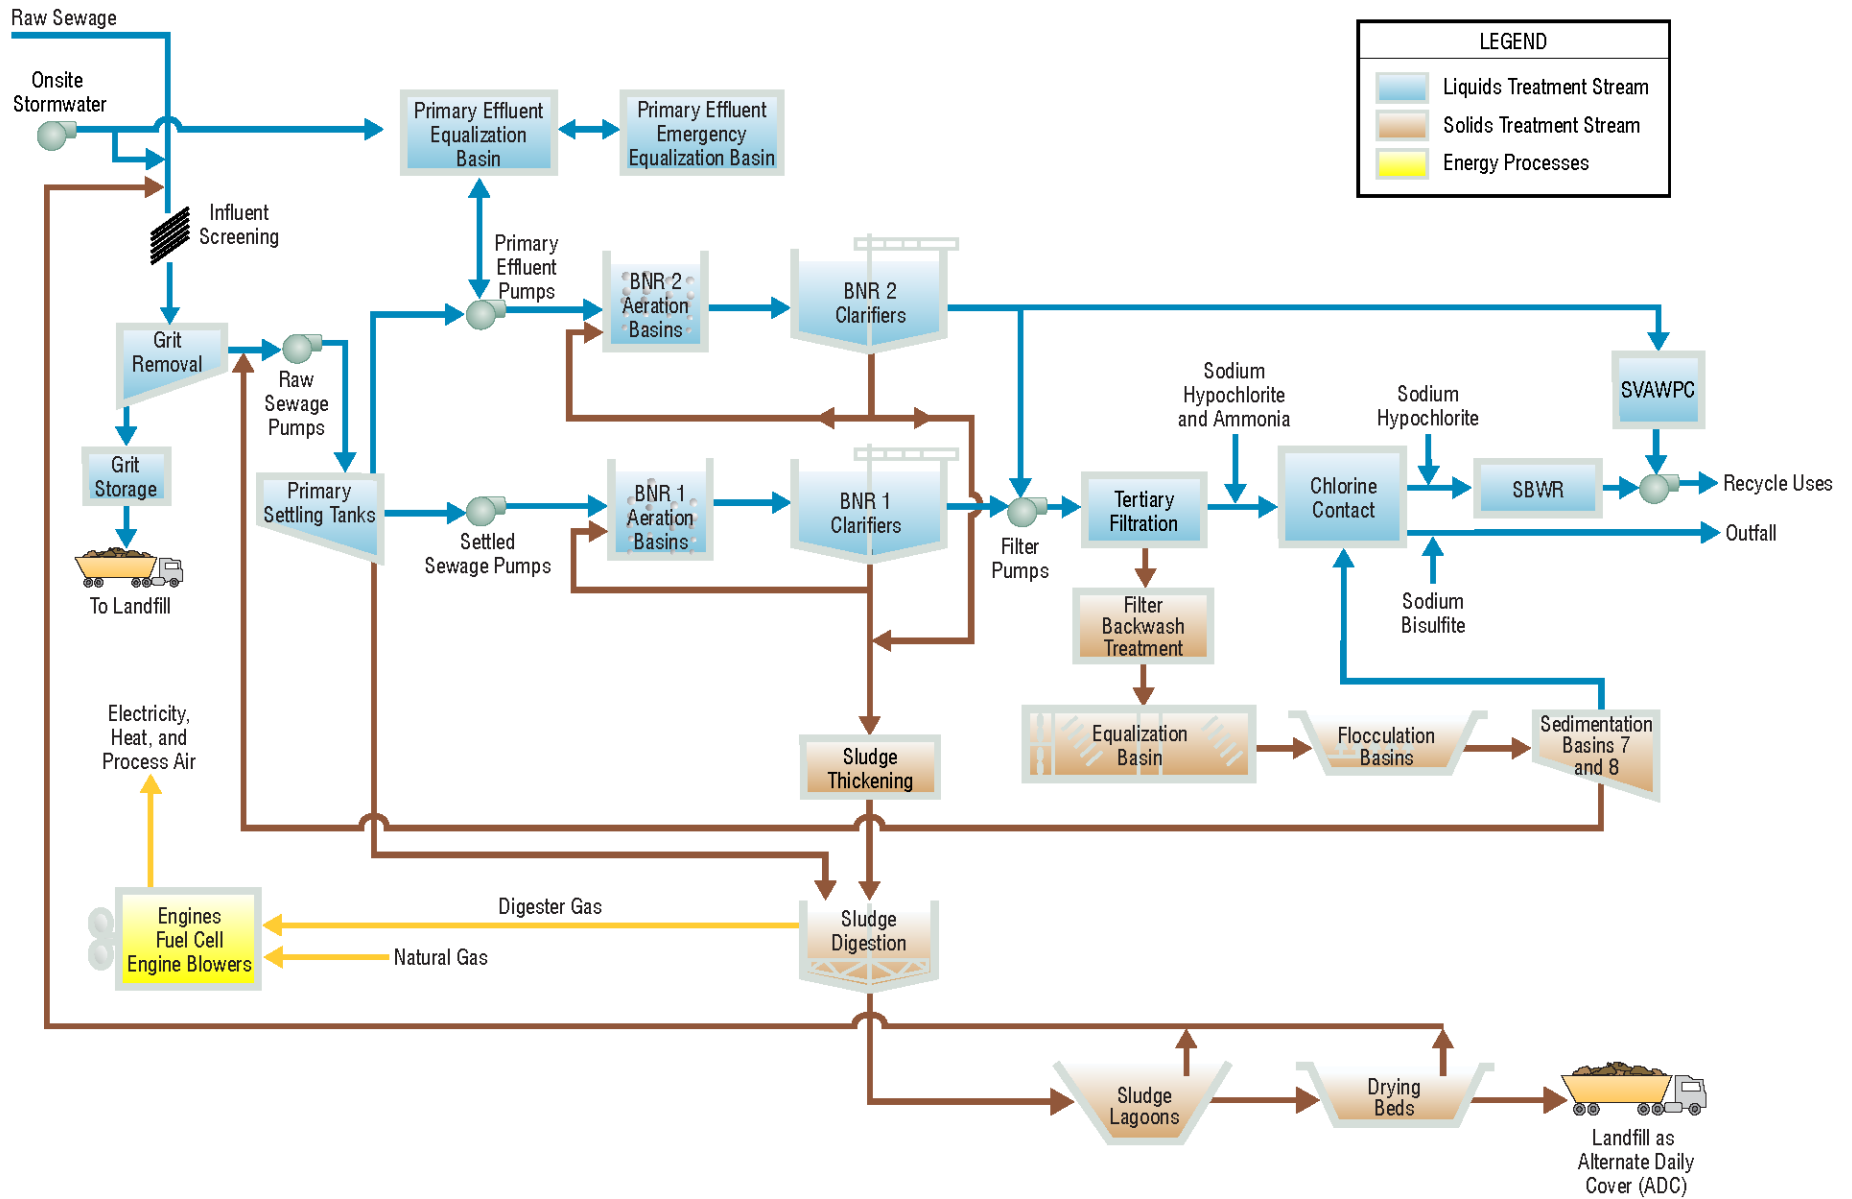 Raw Sewage
Onsite
Stormwater
Primary Effluent
Equalization
Basin
Primary Effluent
Emergency
Equalization Basin
LEGEND
Liquids Treatment Stream
Solids Treatment Stream
Energy Processes
Influent
Screening
Primary
Effluent
Pumps
BNR 2
Aeration
Basins
BNR 2
Clarifiers
Grit
Removal
Raw
Sewage
Pumps
SVAWPC
Sodium
Hypochlorite
and Ammonia
Sodium
Hypochlorite
Grit
Storage
To Landfill
Primary
Settling Tanks
Settled
Sewage Pumps
BNR 1
Aeration
Basins
BNR 1
Clarifiers
Filter
Pumps
Tertiary
Filtration
Chlorine
Contact
SBWR
Recycle Uses
Outfall
Sodium
Bisulfite
Filter
Backwash
Treatment
Equalization
Basin
Flocculation
Basins
Sedimentation
Basins 7
and 8
Electricity,
Heat, and
Process Air
Sludge
Thickening
Engines
Fuel Cell
Engine Blowers
Digester Gas
Natural Gas
Sludge
Digestion
Sludge
Lagoons
Drying
Beds
Landfill as
Alternate Daily
Cover (ADC)